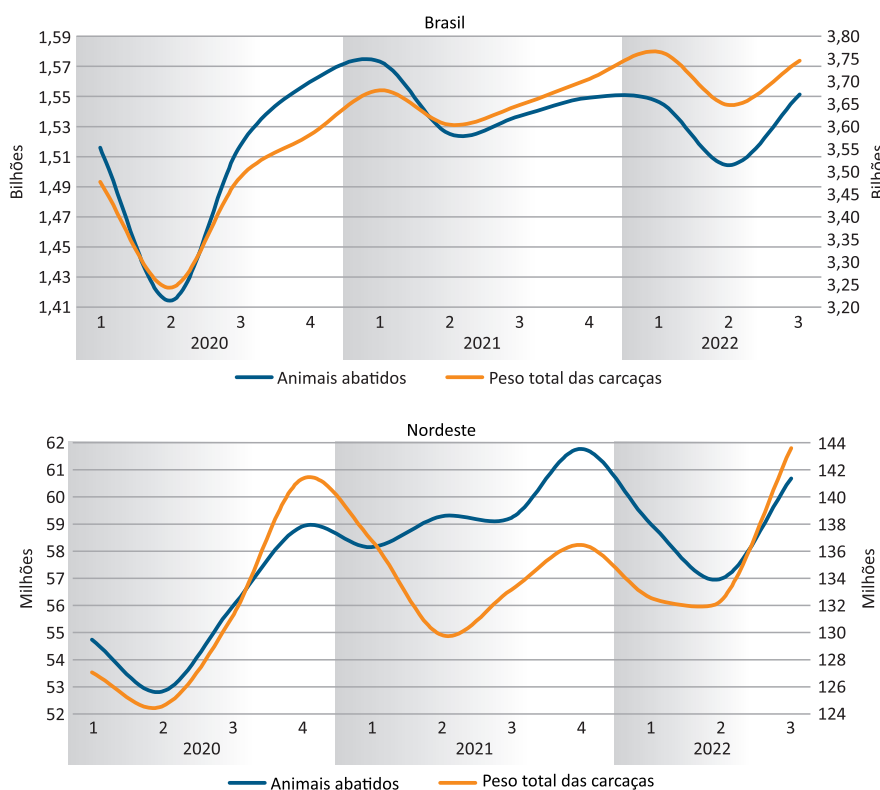 Brasil
1,59 3,80
1,57 3,75
3,70
1,55 3,65
1,53 3,60
1,51 3,55
3,50
1,49 3,45
1,47 3,40
1,45 3,35
3,30
1,43 3,25
1,41 3,20
Bilhões Bilhões
1 2 3 4 1 2 3 4 1 2 3
2020 2021 2022
Animais abatidos Peso total das carcaças
Nordeste
62 144
61 142
60 140
59 138
58 136
57 134
56 132
55 130
54 128
53 126
52 124
Milhões Milhões
1 2 3 4 1 2 3 4 1 2 3
2020 2021 2022
Animais abatidos Peso total das carcaças